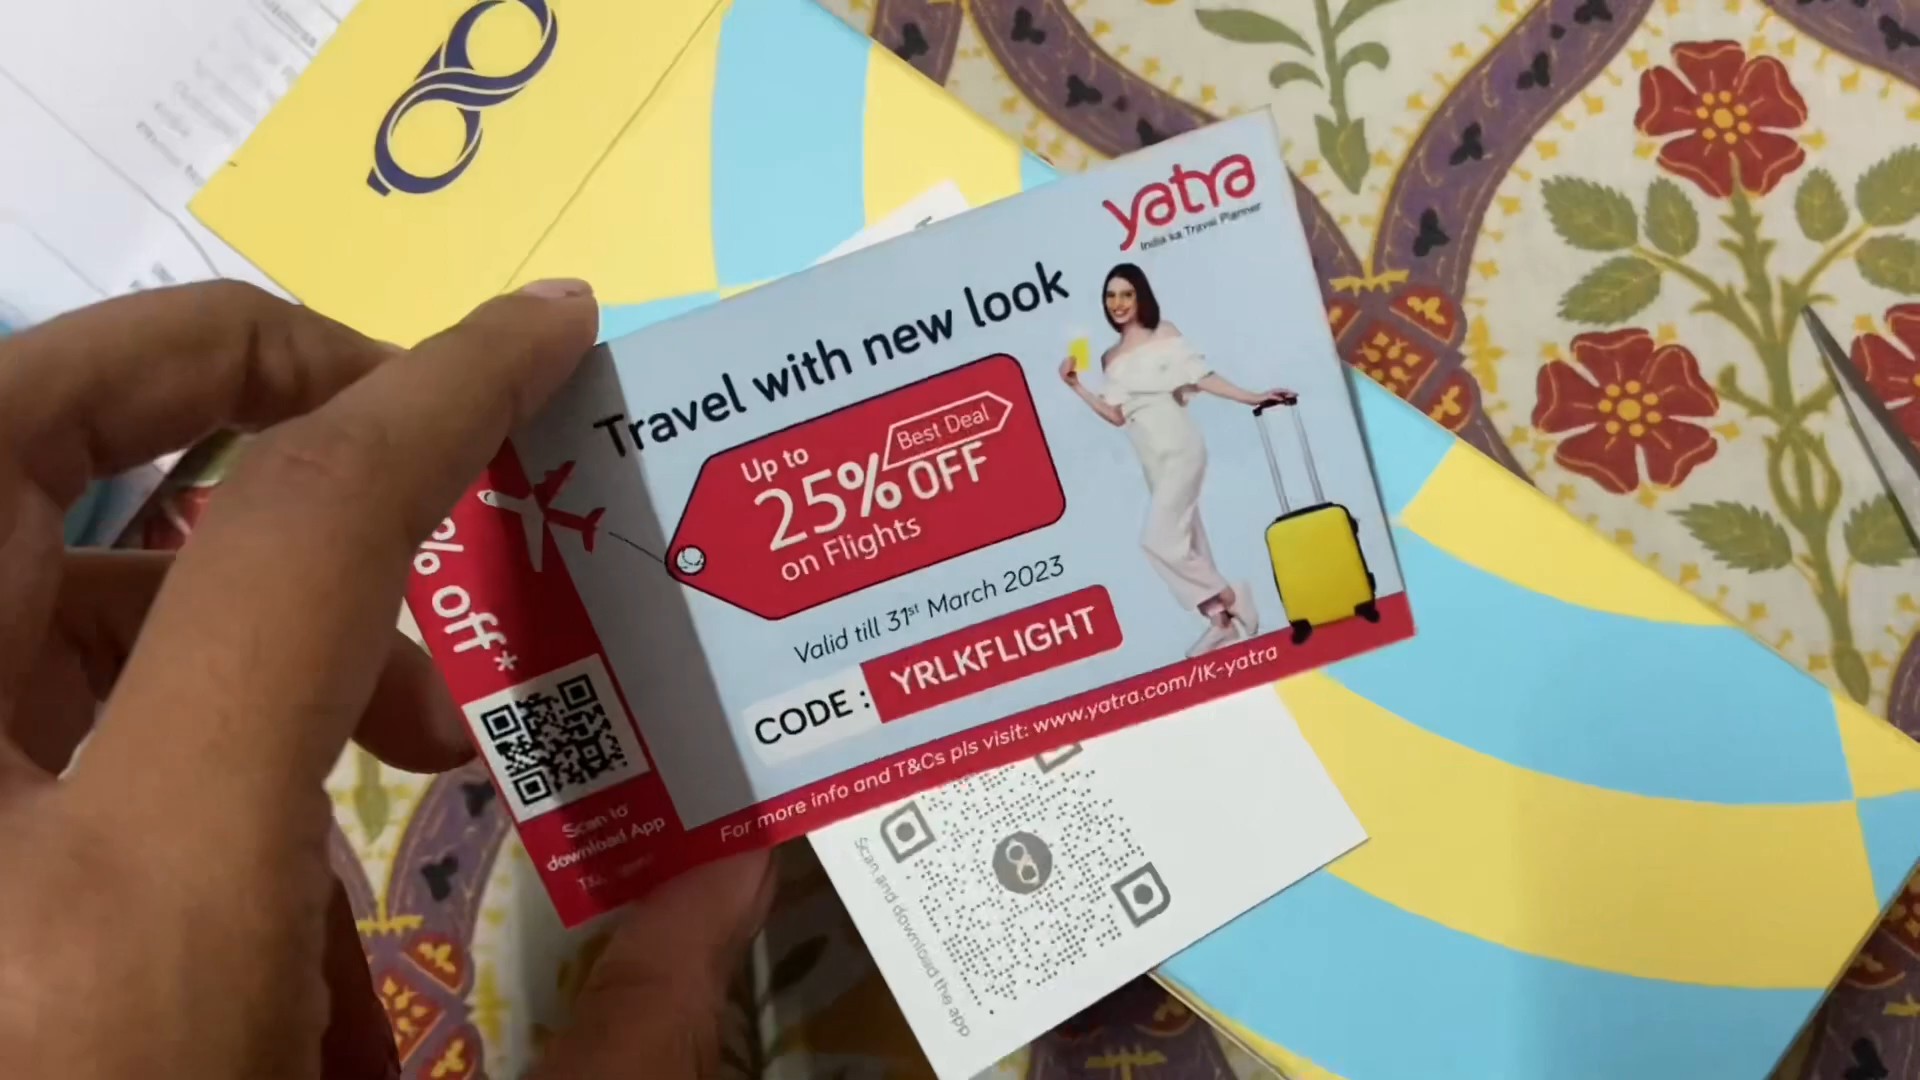 yatra
India ka Travel Planner
Travel with new look
Best Deal
Up to
25% OFF
on Flights
Valid till 31st March 2023
CODE : YRLKFLIGHT
For more info and T&Cs pls visit: www.yatra.com/IK-yatra
% off*
Scan to
download App
Scan and download the app